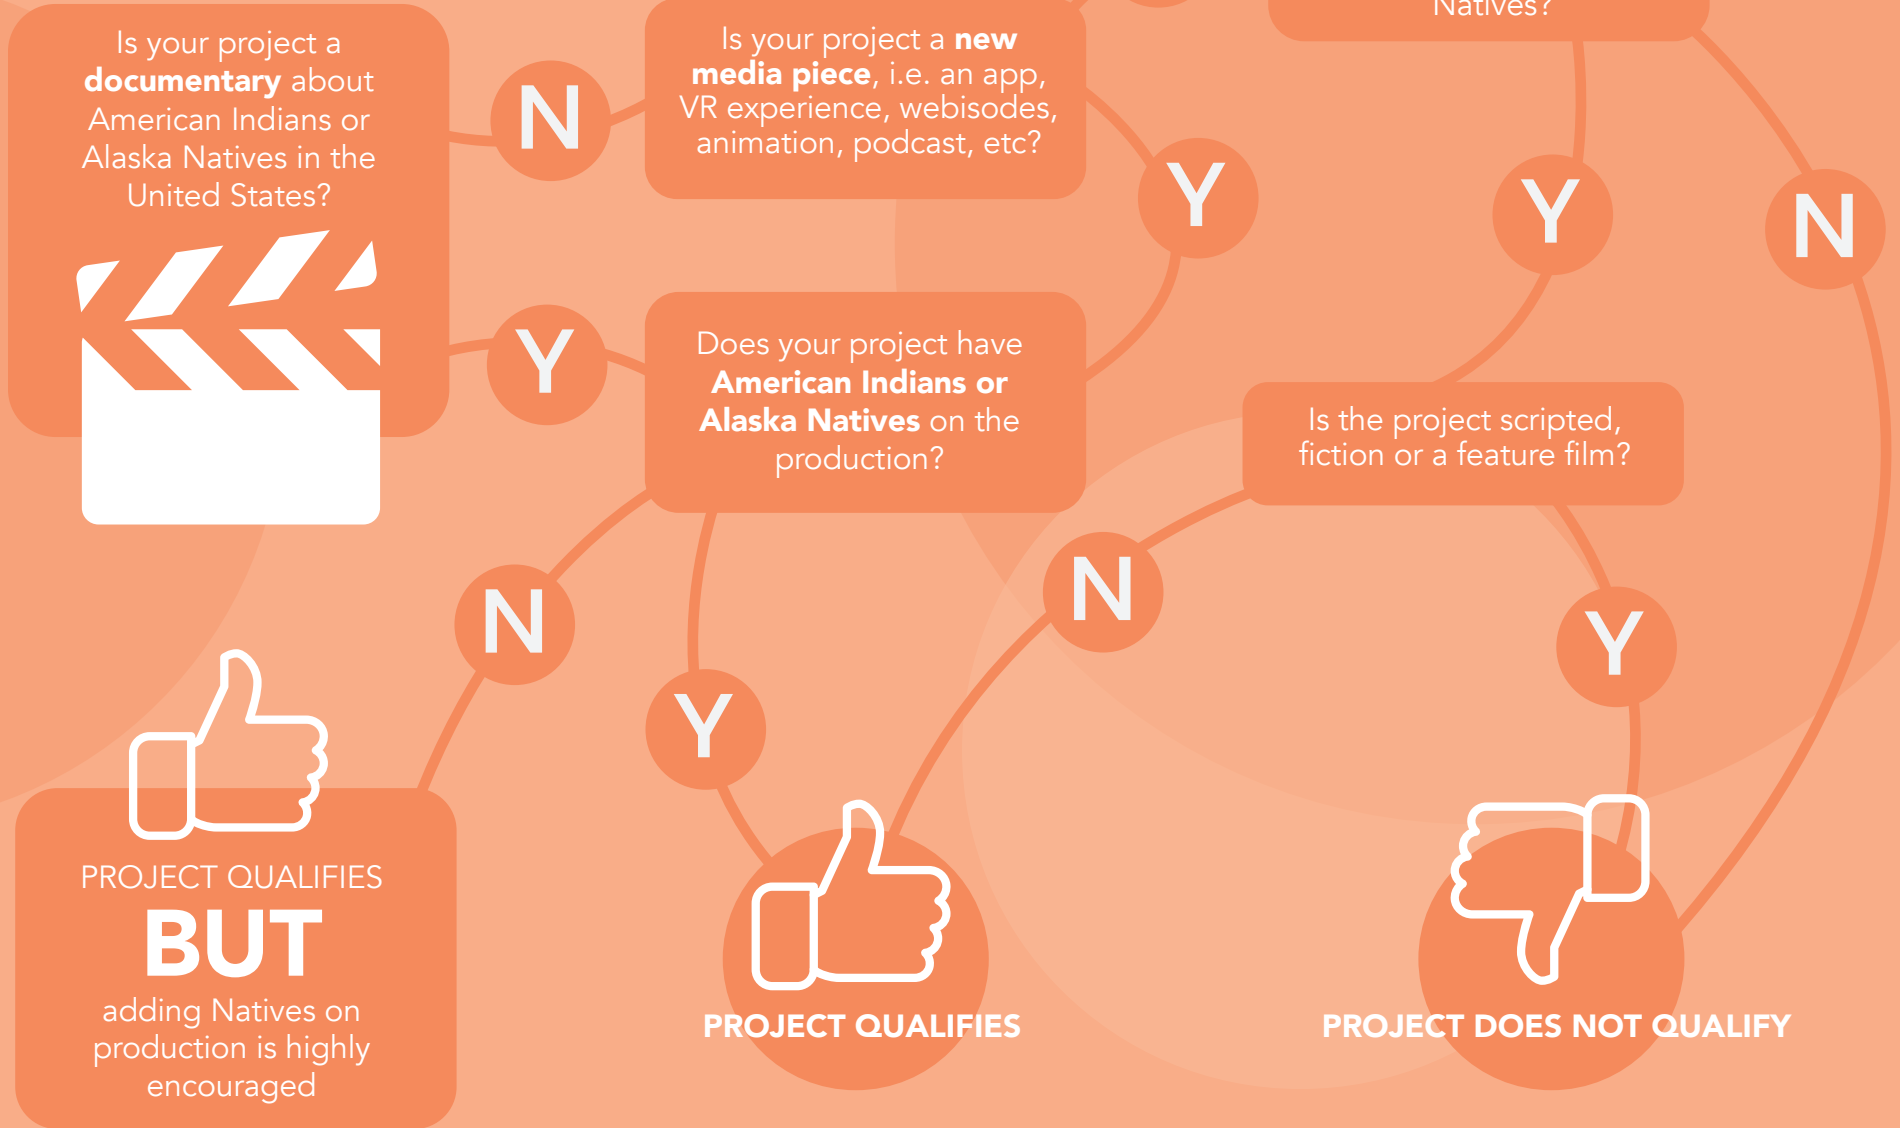 Is your project a
documentary about
American Indians or
Alaska Natives in the
United States?
N
Is your project a new
media piece, i.e. an app,
VR experience, webisodes,
animation, podcast, etc?
Natives?
Y
Y
N
Y
Does your project have
American Indians or
Alaska Natives on the
production?
Is the project scripted,
fiction or a feature film?
N
Y
N
Y
PROJECT QUALIFIES
BUT
adding Natives on
production is highly
encouraged
PROJECT QUALIFIES
PROJECT DOES NOT QUALIFY